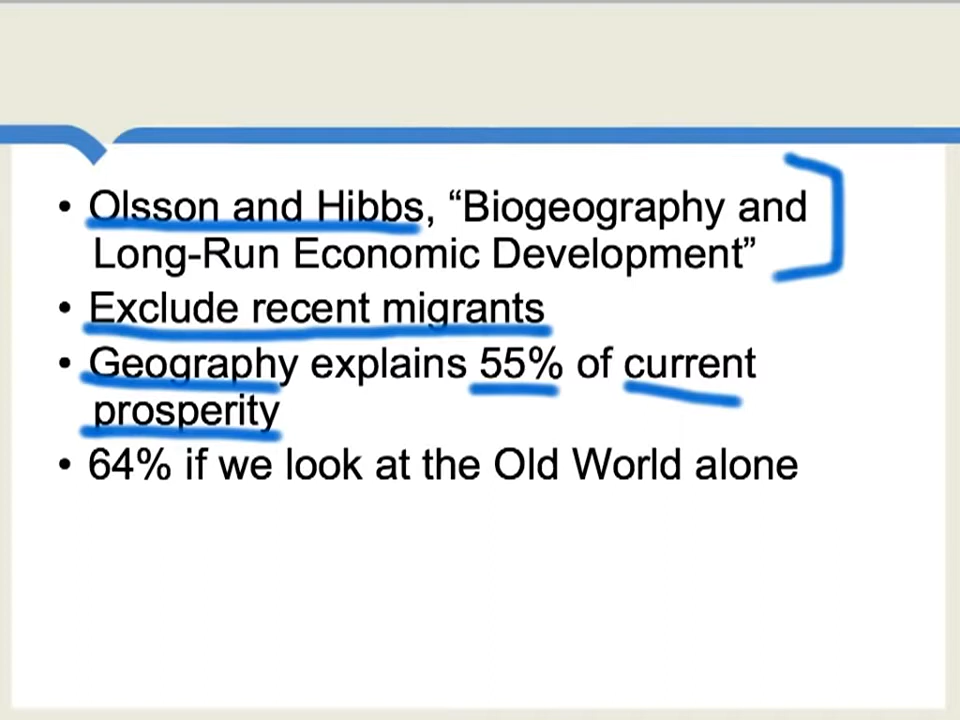 • Olsson and Hibbs, “Biogeography and
Long-Run Economic Development”
• Exclude recent migrants
• Geography explains 55% of current
prosperity
• 64% if we look at the Old World alone